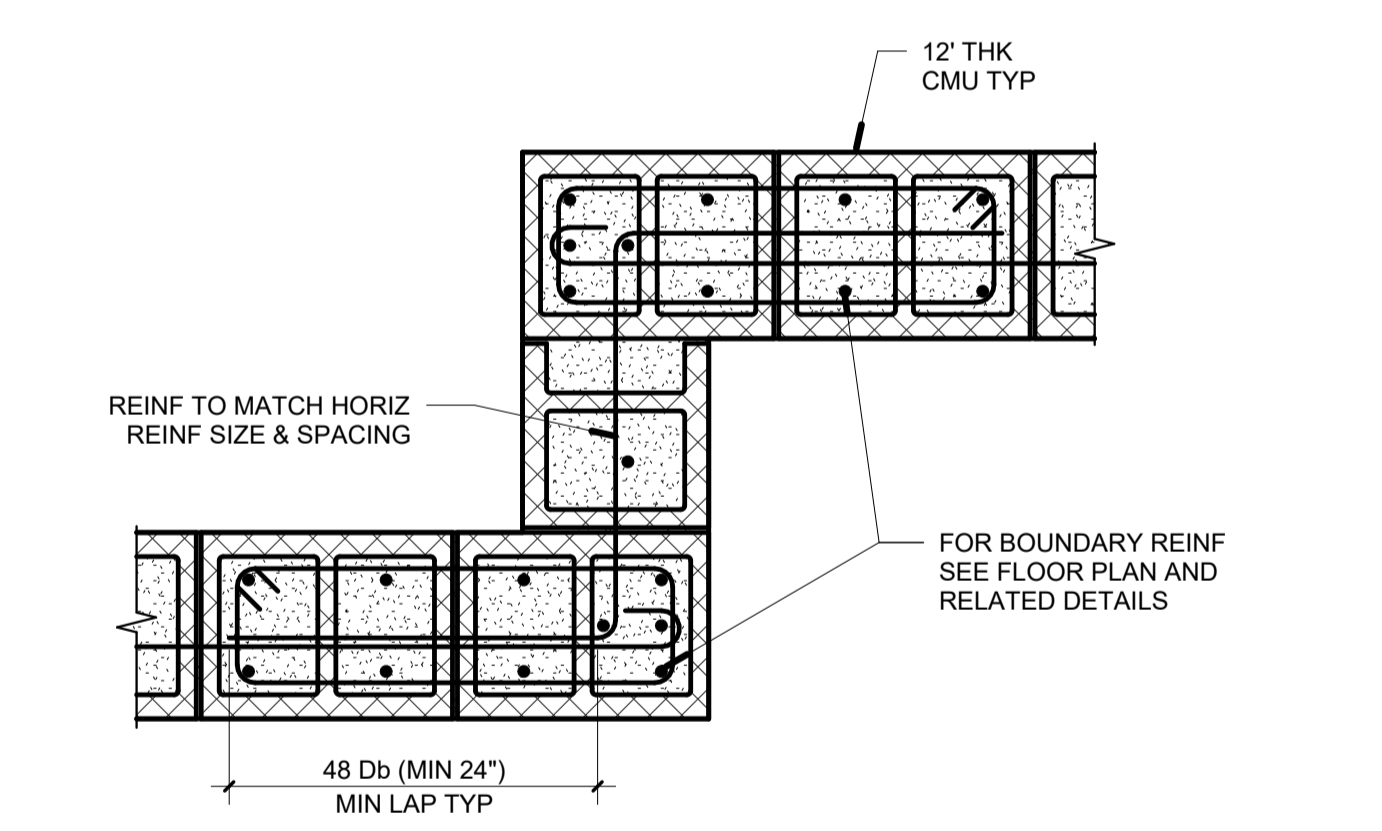 12' THK
CMU TYP
REINF TO MATCH HORIZ
REINF SIZE & SPACING
FOR BOUNDARY REINF
SEE FLOOR PLAN AND
RELATED DETAILS
48 Db (MIN 24")
MIN LAP TYP